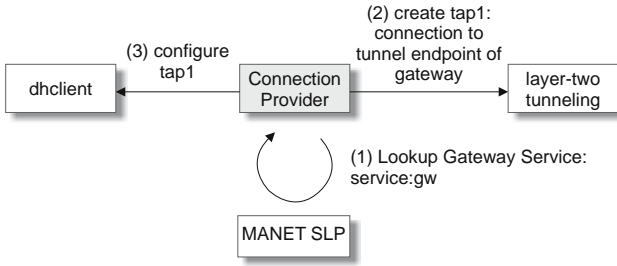 (2) create tap1:
connection to
tunnel endpoint of
gateway
(3) configure
tap1
dhclient
Connection
Provider
layer-two
tunneling
(1) Lookup Gateway Service:
service:gw
MANET SLP